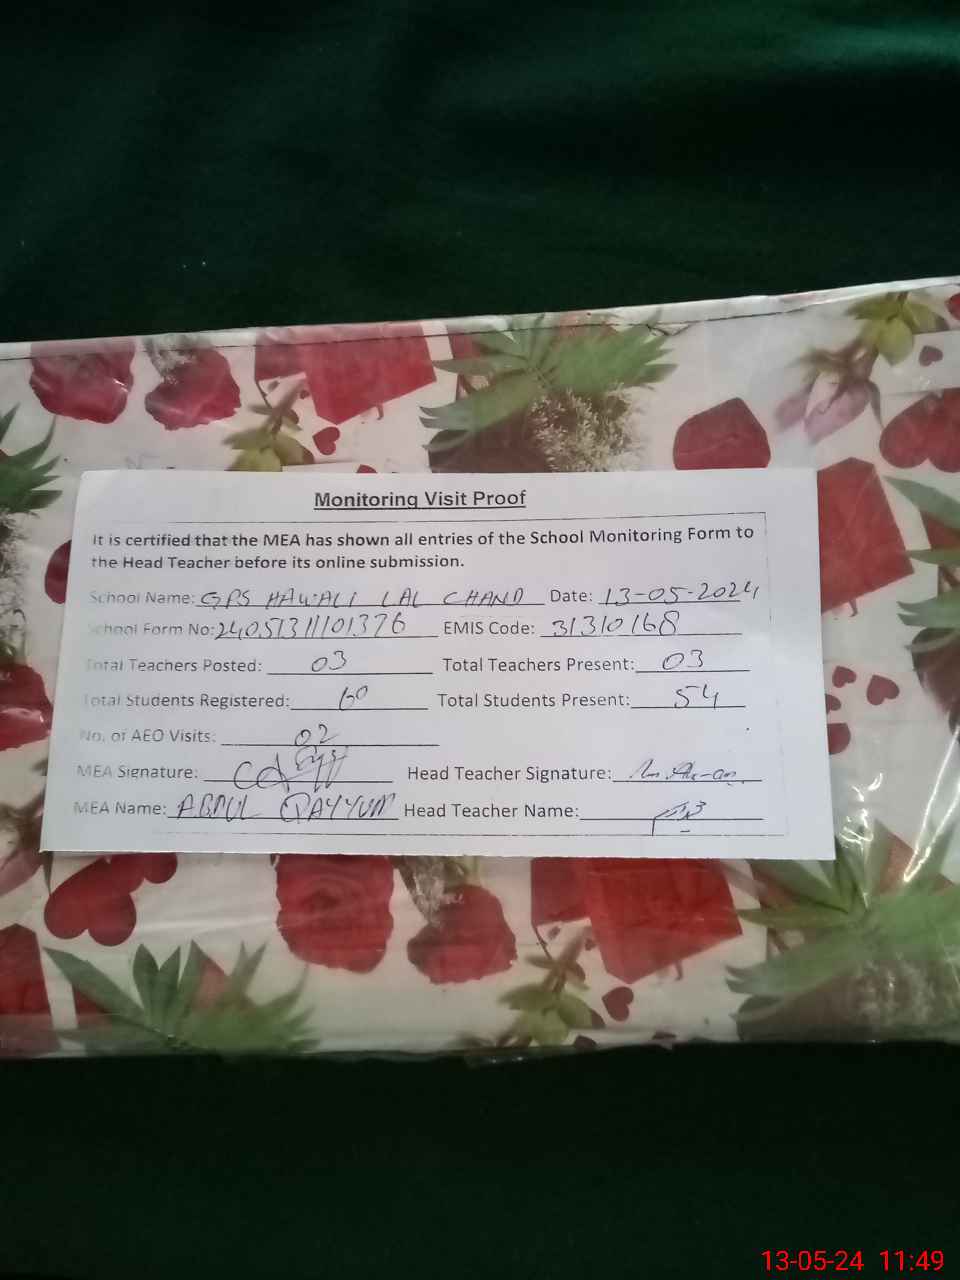 Monitoring Visit Proof
It is certified that the MEA has shown all entries of the School Monitoring Form to
the Head Teacher before its online submission.
School Name: GPS HAWALI LAL CHAND Date: 13-05-2024
School Form No: 24051311101376 EMIS Code: 31310168
Total Teachers Posted: 03 Total Teachers Present: 03
Total Students Registered: 60 Total Students Present: 54
No. of AEO Visits: 02
MEA Signature: Head Teacher Signature:
MEA Name: ABDUL QAYYUM Head Teacher Name:
13-05-24 11:49